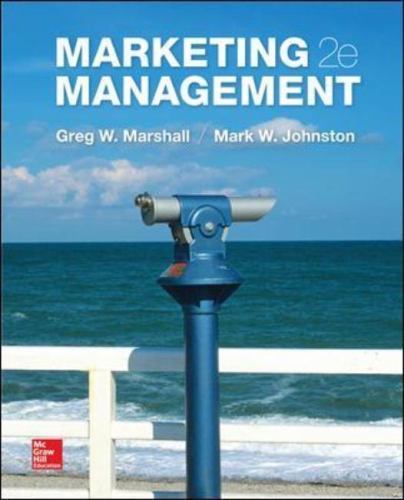 MARKETING 2e
MANAGEMENT
Greg W. Marshall / Mark W. Johnston
Mc
Graw
Hill
Education